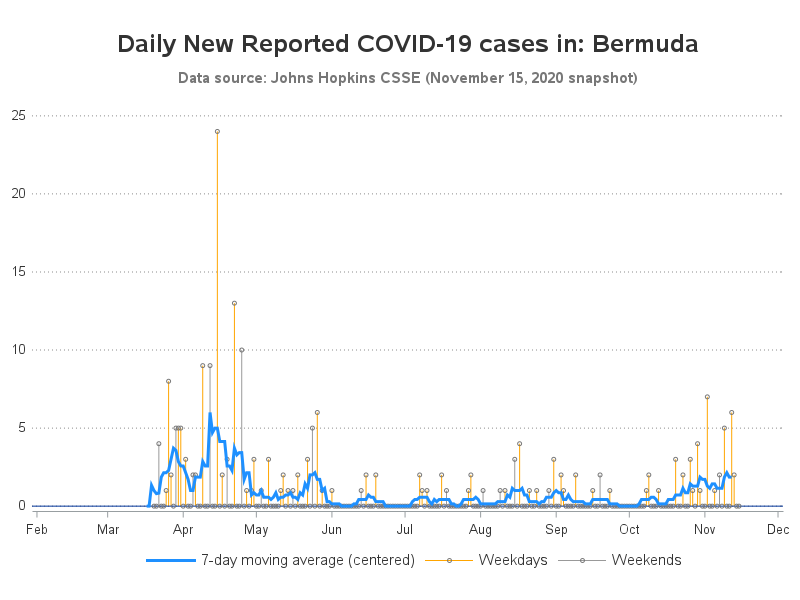 Daily New Reported COVID-19 cases in: Bermuda
Data source: Johns Hopkins CSSE (November 15, 2020 snapshot)
25
20
15
10
5
0
Feb Mar Apr May Jun Jul Aug Sep Oct Nov Dec
7-day moving average (centered) Weekdays Weekends